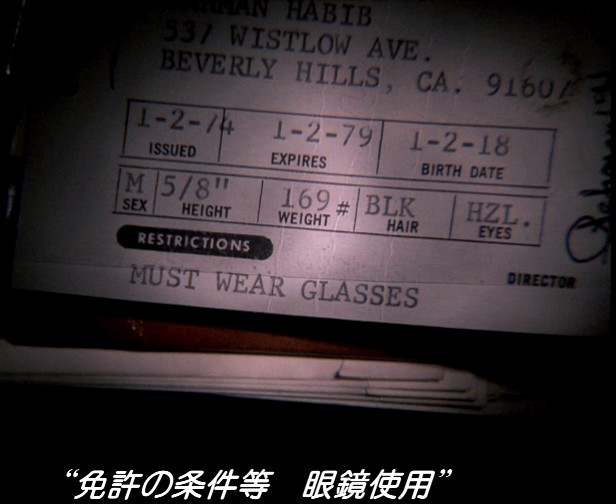 HABIB
537 WISTLOW AVE.
BEVERLY HILLS, CA. 91607
1-2-74 1-2-79 1-2-18
ISSUED EXPIRES BIRTH DATE
M 5/8" 169# BLK HZL.
SEX HEIGHT WEIGHT HAIR EYES
RESTRICTIONS
DIRECTOR
MUST WEAR GLASSES
“免許の条件等 眼鏡使用”